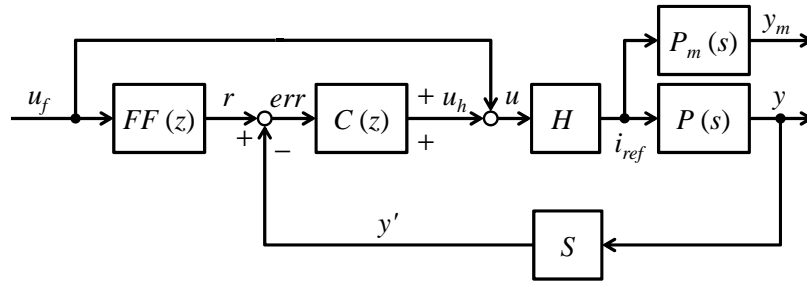 P_m (s)
y_m
u_f
FF (z)
r
err
+
−
C (z)
+
u_h
+
u
H
i_ref
P (s)
y
y'
S